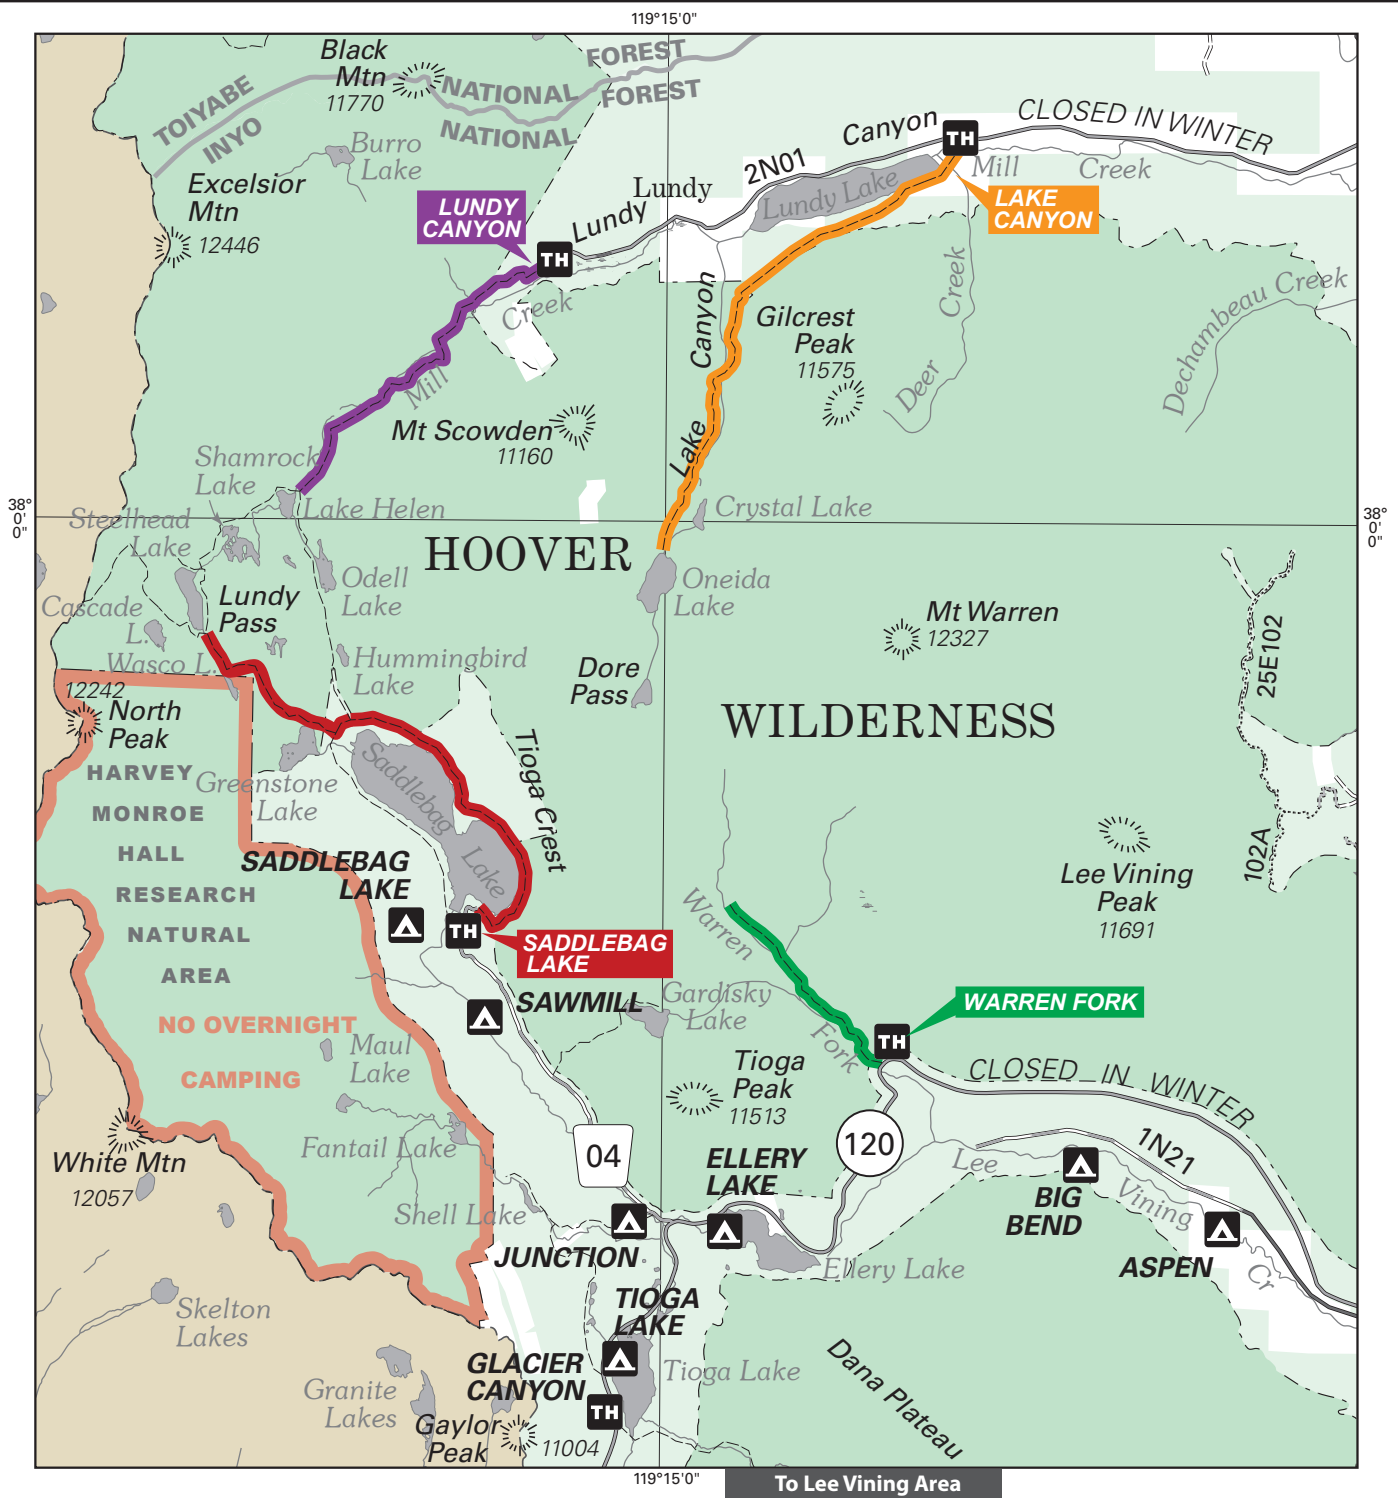 119°15'0"
Black
Mtn
11770
TOIYABE
NATIONAL
FOREST
INYO
NATIONAL
FOREST
Burro
Lake
Excelsior
Mtn
12446
LUNDY
CANYON
TH
Lundy
Canyon
Lundy
2N01
TH
CLOSED IN WINTER
Mill
Creek
Lundy Lake
LAKE
CANYON
Creek
Mill
Lake
Canyon
Gilcrest
Peak
11575
Deer
Creek
Dechambeau Creek
Mt Scowden
11160
Shamrock
Lake
Lake Helen
38°
0'
0"
38°
0'
0"
Crystal Lake
Steelhead
Lake
HOOVER
Odell
Lake
Oneida
Lake
Lundy
Pass
Cascade
L.
Wasco L.
Mt Warren
12327
25E102
Hummingbird
Lake
Dore
Pass
12242
North
Peak
WILDERNESS
Tioga Crest
HARVEY
MONROE
HALL
RESEARCH
NATURAL
AREA
Greenstone
Lake
Saddlebag
Lake
102A
SADDLEBAG
LAKE
TH
SADDLEBAG
LAKE
Lee Vining
Peak
11691
Warren
Fork
SAWMILL
Gardisky
Lake
WARREN FORK
TH
NO OVERNIGHT
CAMPING
Maul
Lake
Tioga
Peak
11513
CLOSED IN WINTER
Fantail Lake
04
120
1N21
White Mtn
12057
ELLERY
LAKE
Lee
Vining
Cr
BIG
BEND
Shell Lake
JUNCTION
Ellery Lake
ASPEN
Skelton
Lakes
TIOGA
LAKE
GLACIER
CANYON
TH
Tioga Lake
Dana Plateau
Granite
Lakes
Gaylor
Peak
11004
119°15'0"
To Lee Vining Area